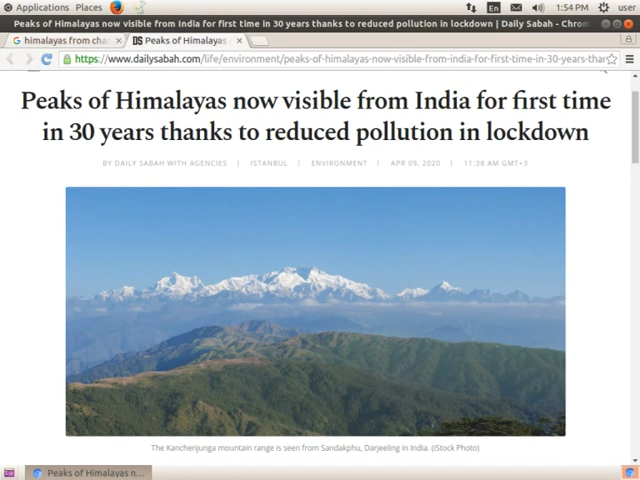 Applications Places En 1:54 PM user
Peaks of Himalayas now visible from India for first time in 30 years thanks to reduced pollution in lockdown | Daily Sabah - Chrom
himalayas from cha
DS Peaks of Himalayas
https://www.dailysabah.com/life/environment/peaks-of-himalayas-now-visible-from-india-for-first-time-in-30-years-than
Peaks of Himalayas now visible from India for first time
in 30 years thanks to reduced pollution in lockdown
BY DAILY SABAH WITH AGENCIES | ISTANBUL | ENVIRONMENT | APR 09, 2020 | 11:38 AM GMT+3
The Kanchenjunga mountain range is seen from Sandakphu, Darjeeling in India. (iStock Photo)
Peaks of Himalayas n...